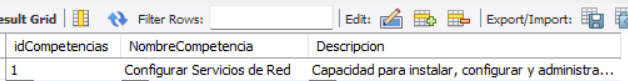 esult Grid Filter Rows: Edit: Export/Import:
idCompetencias NombreCompetencia Descripcion
1 Configurar Servicios de Red Capacidad para instalar, configurar y administra...